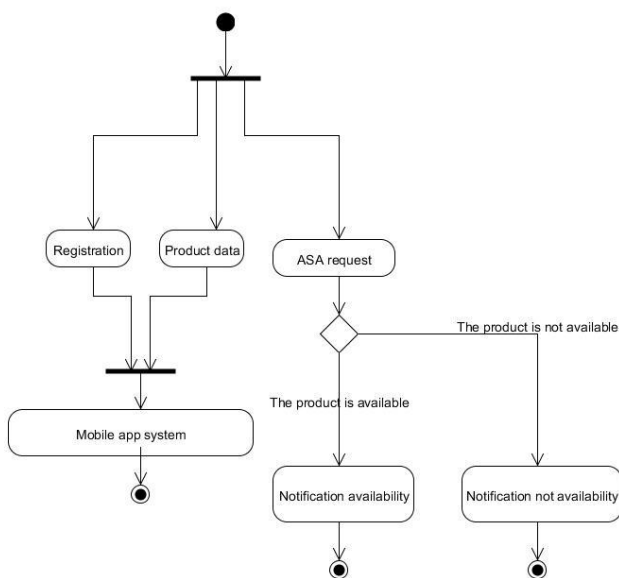 Registration
Product data
ASA request
The product is not available
The product is available
Mobile app system
Notification availability
Notification not availability